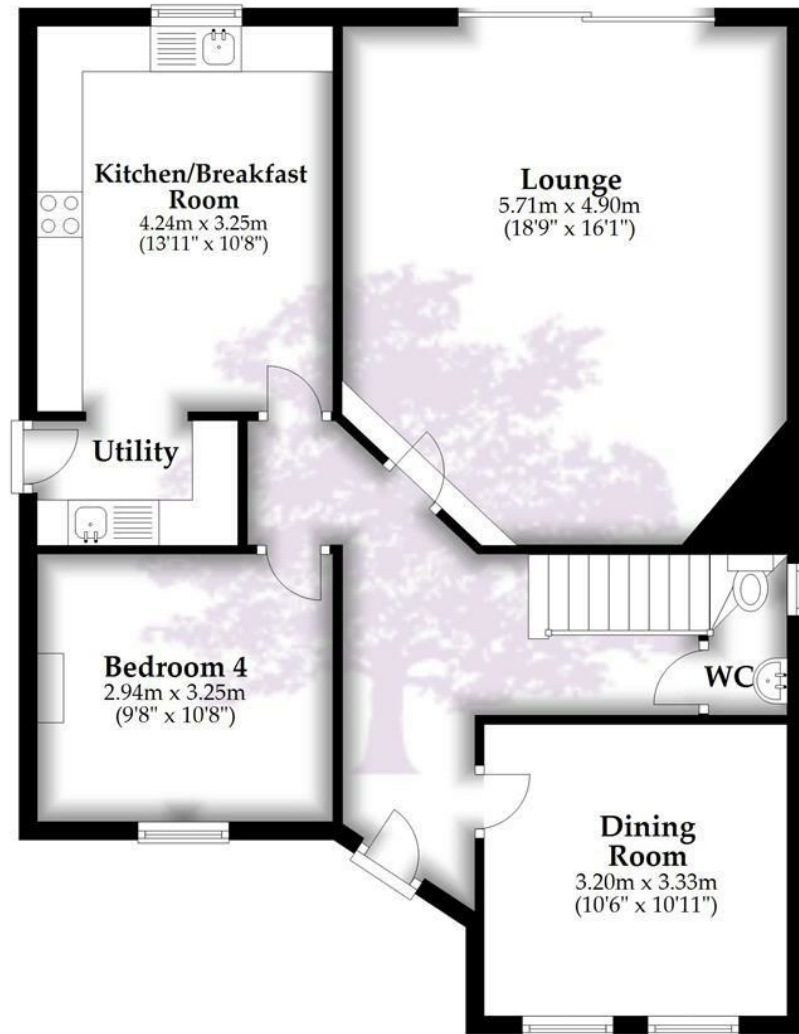 Kitchen/Breakfast
Room
4.24m x 3.25m
(13'11" x 10'8")
Lounge
5.71m x 4.90m
(18'9" x 16'1")
Utility
Bedroom 4
2.94m x 3.25m
(9'8" x 10'8")
WC
Dining
Room
3.20m x 3.33m
(10'6" x 10'11")